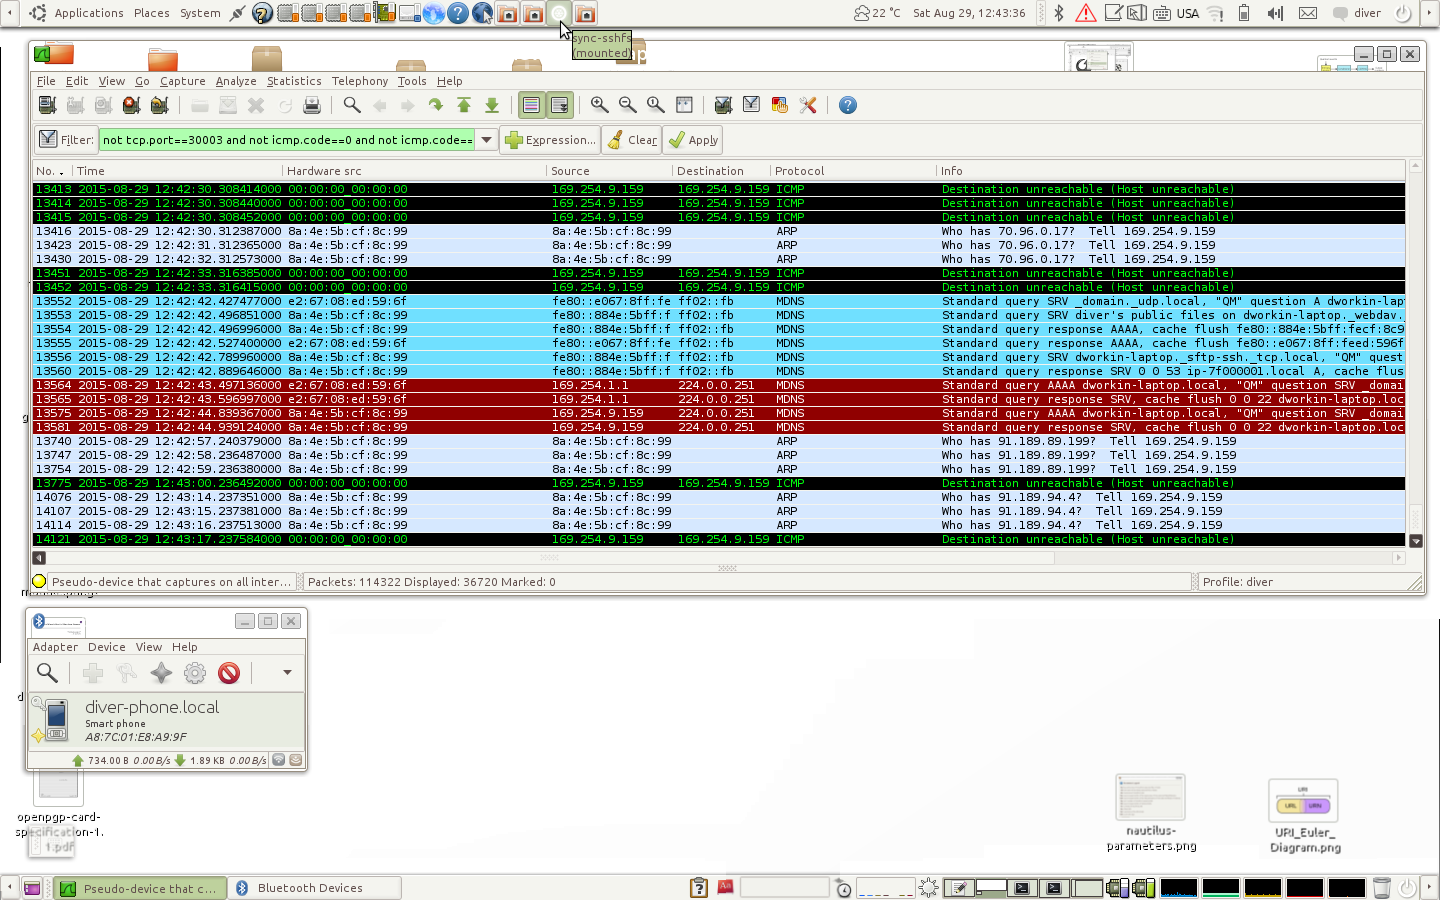 Applications Places System
22 °C Sat Aug 29, 12:43:36 USA diver
sync-sshfs
(mounted)
File Edit View Go Capture Analyze Statistics Telephony Tools Help
Filter: not tcp.port==30003 and not icmp.code==0 and not icmp.code== Expression... Clear Apply
No. Time Hardware src Source Destination Protocol Info
13413 2015-08-29 12:42:30.308414000 00:00:00_00:00:00 169.254.9.159 169.254.9.159 ICMP Destination unreachable (Host unreachable)
13414 2015-08-29 12:42:30.308440000 00:00:00_00:00:00 169.254.9.159 169.254.9.159 ICMP Destination unreachable (Host unreachable)
13415 2015-08-29 12:42:30.308452000 00:00:00_00:00:00 169.254.9.159 169.254.9.159 ICMP Destination unreachable (Host unreachable)
13416 2015-08-29 12:42:30.312387000 8a:4e:5b:cf:8c:99 8a:4e:5b:cf:8c:99 ARP Who has 70.96.0.17? Tell 169.254.9.159
13423 2015-08-29 12:42:31.312365000 8a:4e:5b:cf:8c:99 8a:4e:5b:cf:8c:99 ARP Who has 70.96.0.17? Tell 169.254.9.159
13430 2015-08-29 12:42:32.312573000 8a:4e:5b:cf:8c:99 8a:4e:5b:cf:8c:99 ARP Who has 70.96.0.17? Tell 169.254.9.159
13451 2015-08-29 12:42:33.316385000 00:00:00_00:00:00 169.254.9.159 169.254.9.159 ICMP Destination unreachable (Host unreachable)
13452 2015-08-29 12:42:33.316415000 00:00:00_00:00:00 169.254.9.159 169.254.9.159 ICMP Destination unreachable (Host unreachable)
13552 2015-08-29 12:42:42.427477000 e2:67:08:ed:59:6f fe80::e067:8ff:fe ff02::fb MDNS Standard query SRV _domain._udp.local, "QM" question A dworkin-lap
13553 2015-08-29 12:42:42.496851000 8a:4e:5b:cf:8c:99 fe80::884e:5bff:f ff02::fb MDNS Standard query SRV diver's public files on dworkin-laptop._webdav.
13554 2015-08-29 12:42:42.496996000 8a:4e:5b:cf:8c:99 fe80::884e:5bff:f ff02::fb MDNS Standard query response AAAA, cache flush fe80::884e:5bff:fecf:8c9
13555 2015-08-29 12:42:42.527400000 e2:67:08:ed:59:6f fe80::e067:8ff:fe ff02::fb MDNS Standard query response AAAA, cache flush fe80::e067:8ff:feed:596f
13556 2015-08-29 12:42:42.789960000 8a:4e:5b:cf:8c:99 fe80::884e:5bff:f ff02::fb MDNS Standard query SRV dworkin-laptop._sftp-ssh._tcp.local, "QM" quest
13560 2015-08-29 12:42:42.889646000 8a:4e:5b:cf:8c:99 fe80::884e:5bff:f ff02::fb MDNS Standard query response SRV 0 0 53 ip-7f000001.local A, cache flus
13564 2015-08-29 12:42:43.497136000 e2:67:08:ed:59:6f 169.254.1.1 224.0.0.251 MDNS Standard query AAAA dworkin-laptop.local, "QM" question SRV _domai
13565 2015-08-29 12:42:43.596997000 e2:67:08:ed:59:6f 169.254.1.1 224.0.0.251 MDNS Standard query response SRV, cache flush 0 0 22 dworkin-laptop.loc
13575 2015-08-29 12:42:44.839367000 8a:4e:5b:cf:8c:99 169.254.9.159 224.0.0.251 MDNS Standard query AAAA dworkin-laptop.local, "QM" question SRV _domai
13581 2015-08-29 12:42:44.939124000 8a:4e:5b:cf:8c:99 169.254.9.159 224.0.0.251 MDNS Standard query response SRV, cache flush 0 0 22 dworkin-laptop.loc
13740 2015-08-29 12:42:57.240379000 8a:4e:5b:cf:8c:99 8a:4e:5b:cf:8c:99 ARP Who has 91.189.89.199? Tell 169.254.9.159
13747 2015-08-29 12:42:58.236487000 8a:4e:5b:cf:8c:99 8a:4e:5b:cf:8c:99 ARP Who has 91.189.89.199? Tell 169.254.9.159
13754 2015-08-29 12:42:59.236380000 8a:4e:5b:cf:8c:99 8a:4e:5b:cf:8c:99 ARP Who has 91.189.89.199? Tell 169.254.9.159
13775 2015-08-29 12:43:00.236492000 00:00:00_00:00:00 169.254.9.159 169.254.9.159 ICMP Destination unreachable (Host unreachable)
14076 2015-08-29 12:43:14.237351000 8a:4e:5b:cf:8c:99 8a:4e:5b:cf:8c:99 ARP Who has 91.189.94.4? Tell 169.254.9.159
14107 2015-08-29 12:43:15.237381000 8a:4e:5b:cf:8c:99 8a:4e:5b:cf:8c:99 ARP Who has 91.189.94.4? Tell 169.254.9.159
14114 2015-08-29 12:43:16.237513000 8a:4e:5b:cf:8c:99 8a:4e:5b:cf:8c:99 ARP Who has 91.189.94.4? Tell 169.254.9.159
14121 2015-08-29 12:43:17.237584000 00:00:00_00:00:00 169.254.9.159 169.254.9.159 ICMP Destination unreachable (Host unreachable)
Pseudo-device that captures on all inter... Packets: 114322 Displayed: 36720 Marked: 0 Profile: diver
Adapter Device View Help
diver-phone.local
Smart phone
A8:7C:01:E8:A9:9F
734.00 B 0.00 B/s 1.89 KB 0.00 B/s
openpgp-card-
specification-1.
1.pdf
nautilus-
parameters.png
URI
URL URN
URI_Euler_
Diagram.png
Pseudo-device that c... Bluetooth Devices